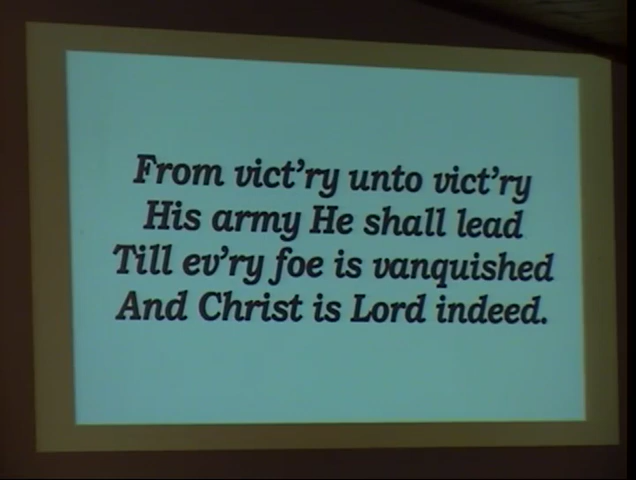 From vict’ry unto vict’ry
His army He shall lead
Till ev’ry foe is vanquished
And Christ is Lord indeed.